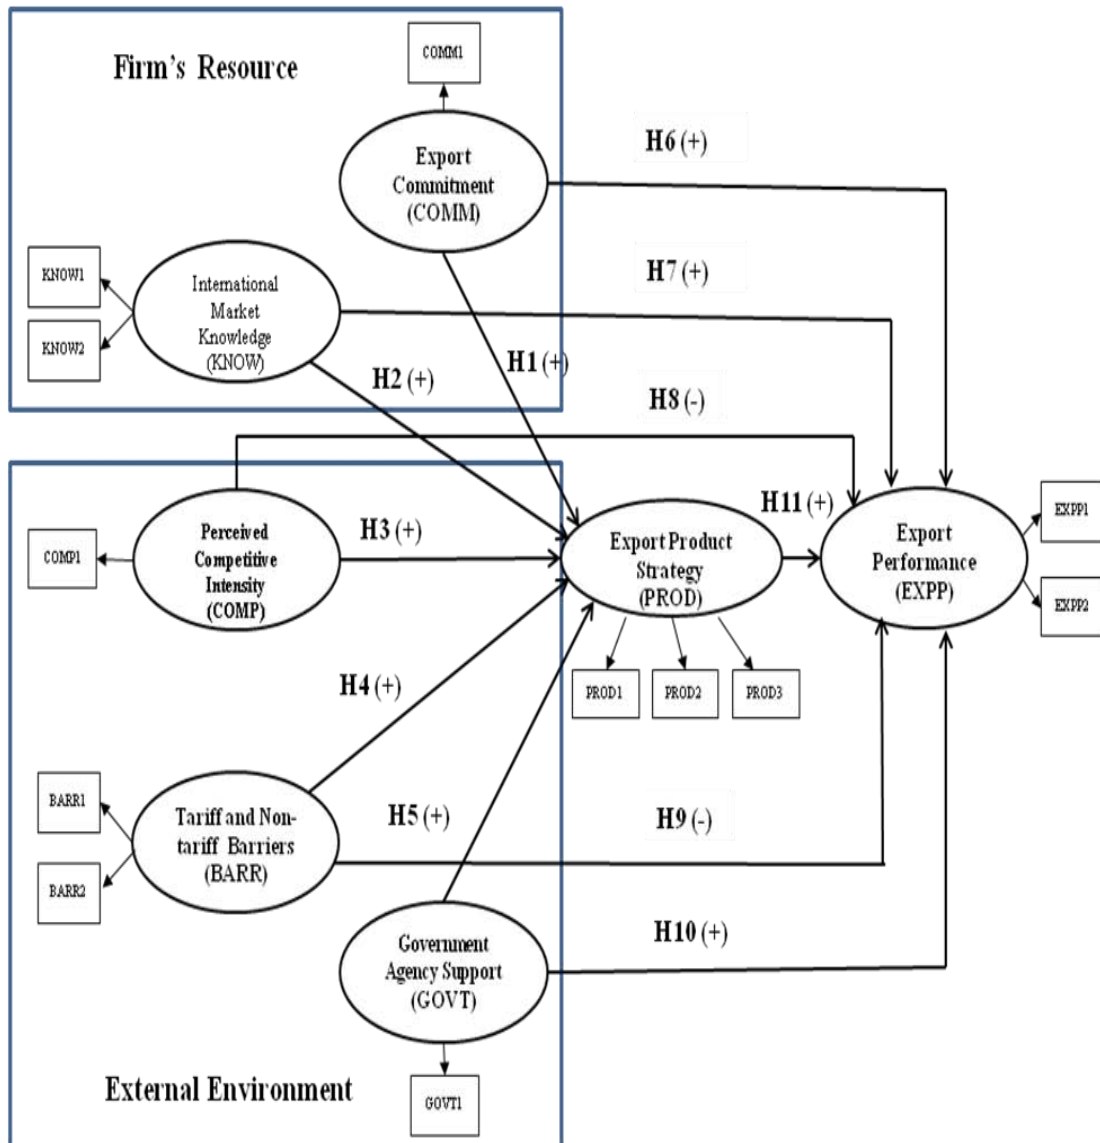 Firm's Resource
COMM1
Export
Commitment
(COMM)
H6 (+)
KNOW1
KNOW2
International
Market
Knowledge
(KNOW)
H7 (+)
H1 (+)
H2 (+)
H8 (-)
COMP1
Perceived
Competitive
Intensity
(COMP)
H3 (+)
Export Product
Strategy
(PROD)
H11 (+)
Export
Performance
(EXPP)
EXPP1
EXPP2
PROD1
PROD2
PROD3
H4 (+)
BARR1
BARR2
Tariff and Non-
tariff Barriers
(BARR)
H5 (+)
H9 (-)
Government
Agency Support
(GOVT)
H10 (+)
GOVT1
External Environment